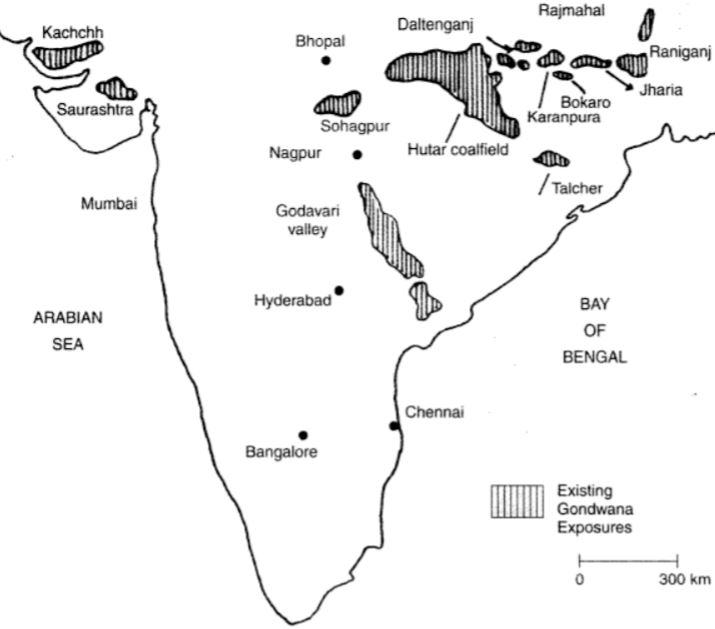 Rajmahal
Daltenganj
Kachchh
Bhopal
Raniganj
Jharia
Bokaro
Saurashtra
Karanpura
Sohagpur
Hutar coalfield
Nagpur
Talcher
Mumbai
Godavari
valley
Hyderabad
ARABIAN
SEA
BAY
OF
BENGAL
Chennai
Bangalore
Existing
Gondwana
Exposures
0 300 km